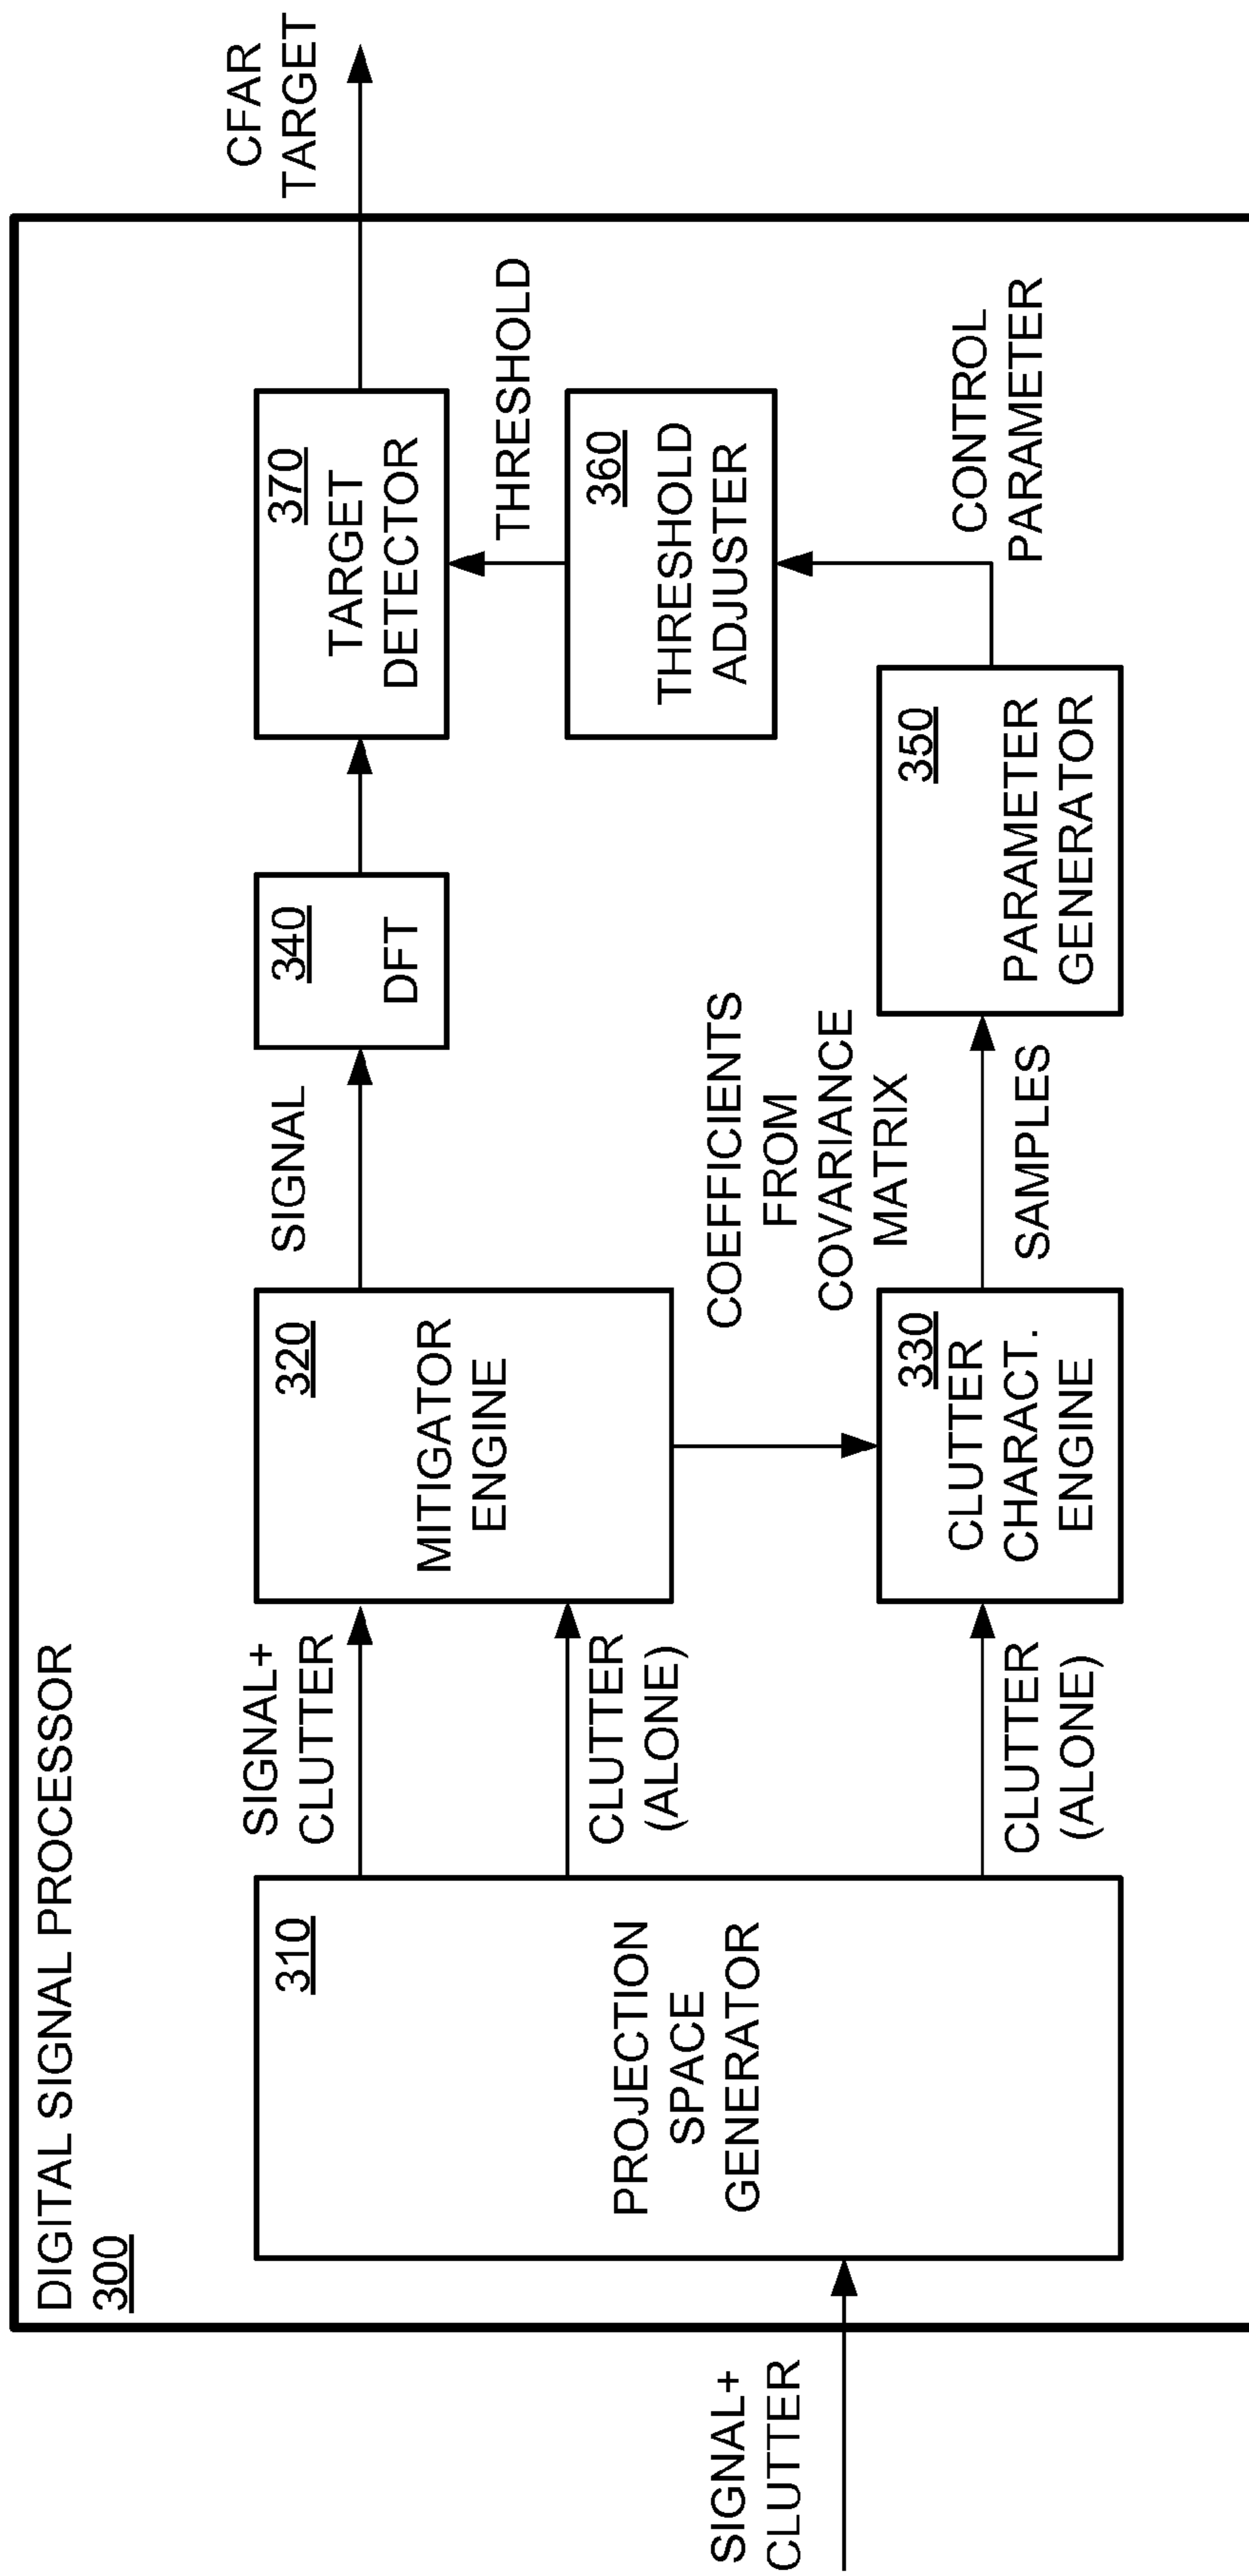 DIGITAL SIGNAL PROCESSOR
300
SIGNAL+
CLUTTER
310
PROJECTION
SPACE
GENERATOR
SIGNAL+
CLUTTER
CLUTTER
(ALONE)
CLUTTER
(ALONE)
320
MITIGATOR
ENGINE
330
CLUTTER
CHARACT.
ENGINE
SIGNAL
COEFFICIENTS
FROM
COVARIANCE
MATRIX
SAMPLES
340
DFT
350
PARAMETER
GENERATOR
370
TARGET
DETECTOR
THRESHOLD
360
THRESHOLD
ADJUSTER
CONTROL
PARAMETER
CFAR
TARGET